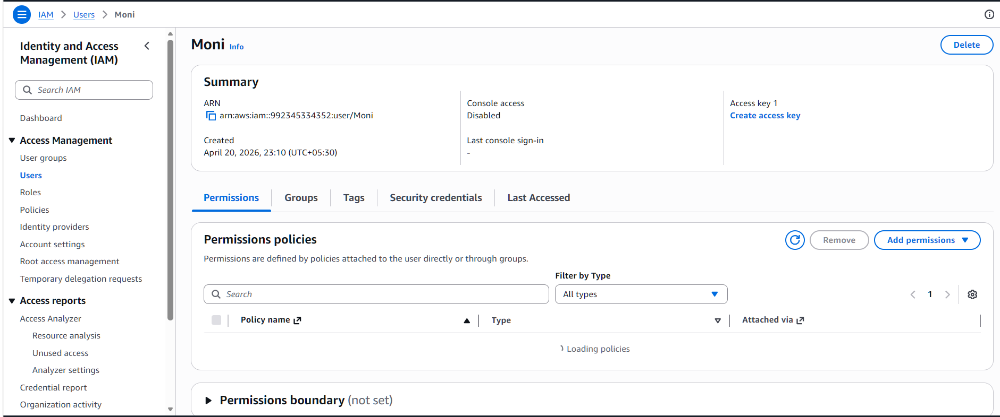 IAM > Users > Moni
Identity and Access
Management (IAM)
Search IAM
Dashboard
Access Management
User groups
Users
Roles
Policies
Identity providers
Account settings
Root access management
Temporary delegation requests
Access reports
Access Analyzer
Resource analysis
Unused access
Analyzer settings
Credential report
Organization activity
Moni Info
Delete
Summary
ARN
arn:aws:iam::992345334352:user/Moni
Created
April 20, 2026, 23:10 (UTC+05:30)
Console access
Disabled
Last console sign-in
-
Access key 1
Create access key
Permissions
Groups
Tags
Security credentials
Last Accessed
Permissions policies
Remove
Add permissions
Permissions are defined by policies attached to the user directly or through groups.
Filter by Type
Search
All types
1
Policy name
Type
Attached via
Loading policies
Permissions boundary (not set)